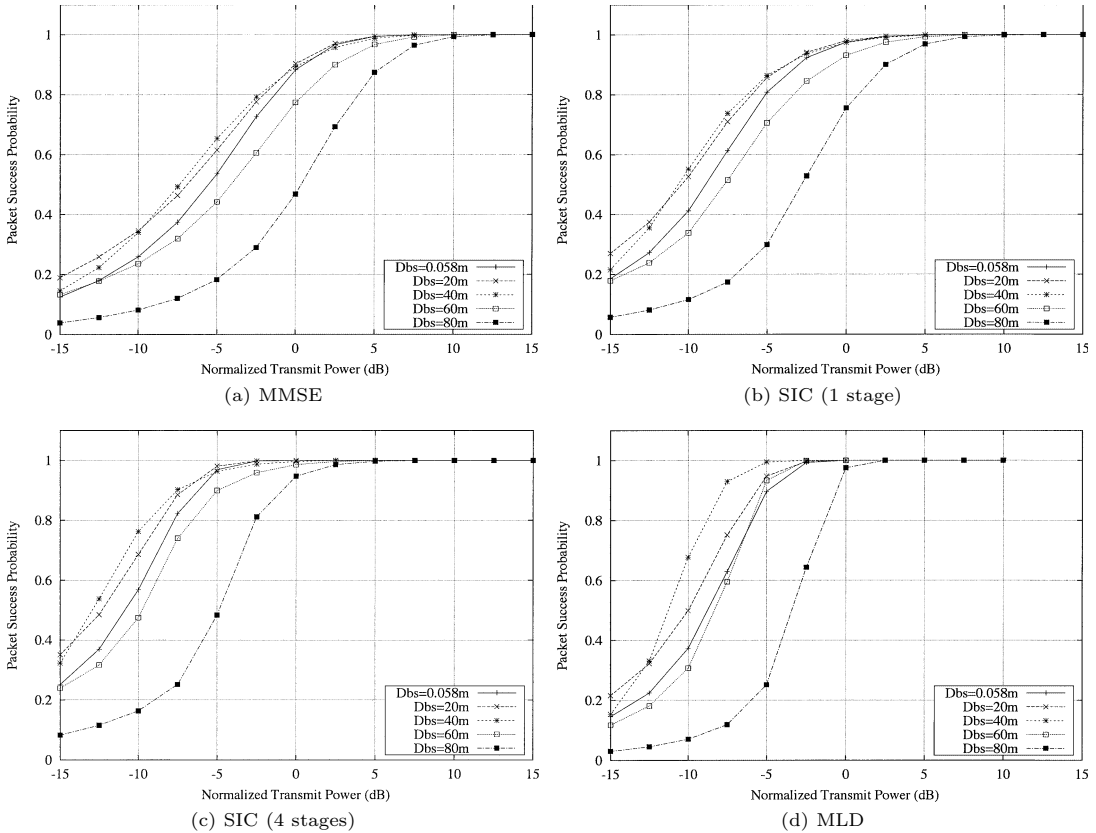 Packet Success Probability
1
0.8
0.6
0.4
0.2
0
-15
-10
-5
0
5
10
15
Normalized Transmit Power (dB)
Dbs=0.058m
Dbs=20m
Dbs=40m
Dbs=60m
Dbs=80m
(a) MMSE
Packet Success Probability
1
0.8
0.6
0.4
0.2
0
-15
-10
-5
0
5
10
15
Normalized Transmit Power (dB)
Dbs=0.058m
Dbs=20m
Dbs=40m
Dbs=60m
Dbs=80m
(b) SIC (1 stage)
Packet Success Probability
1
0.8
0.6
0.4
0.2
0
-15
-10
-5
0
5
10
15
Normalized Transmit Power (dB)
Dbs=0.058m
Dbs=20m
Dbs=40m
Dbs=60m
Dbs=80m
(c) SIC (4 stages)
Packet Success Probability
1
0.8
0.6
0.4
0.2
0
-15
-10
-5
0
5
10
15
Normalized Transmit Power (dB)
Dbs=0.058m
Dbs=20m
Dbs=40m
Dbs=60m
Dbs=80m
(d) MLD